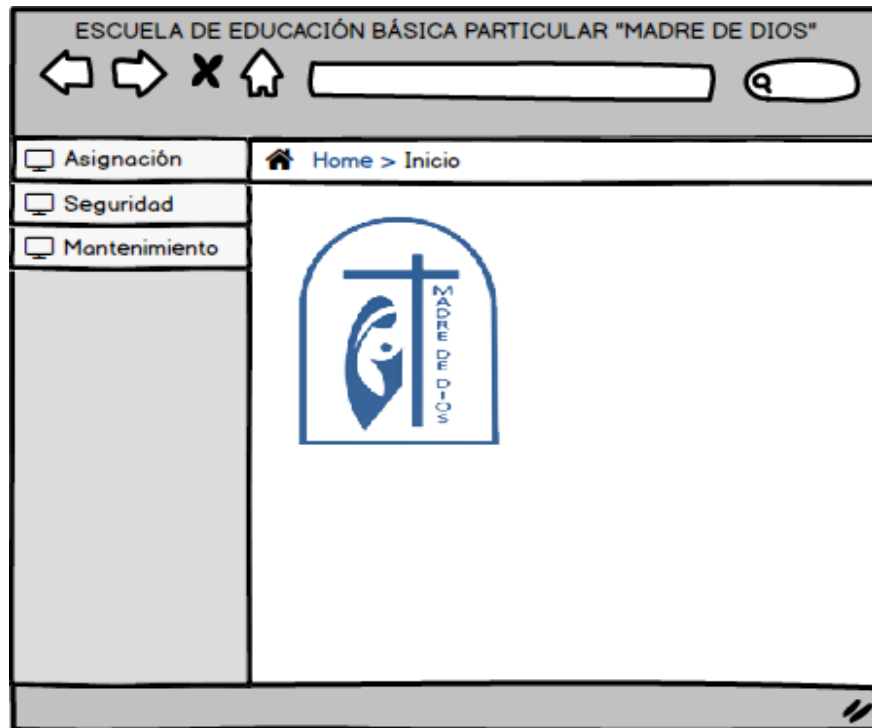 ESCUELA DE EDUCACIÓN BÁSICA PARTICULAR "MADRE DE DIOS"
Asignación
Home > Inicio
Seguridad
Mantenimiento
MADRE DE DIOS